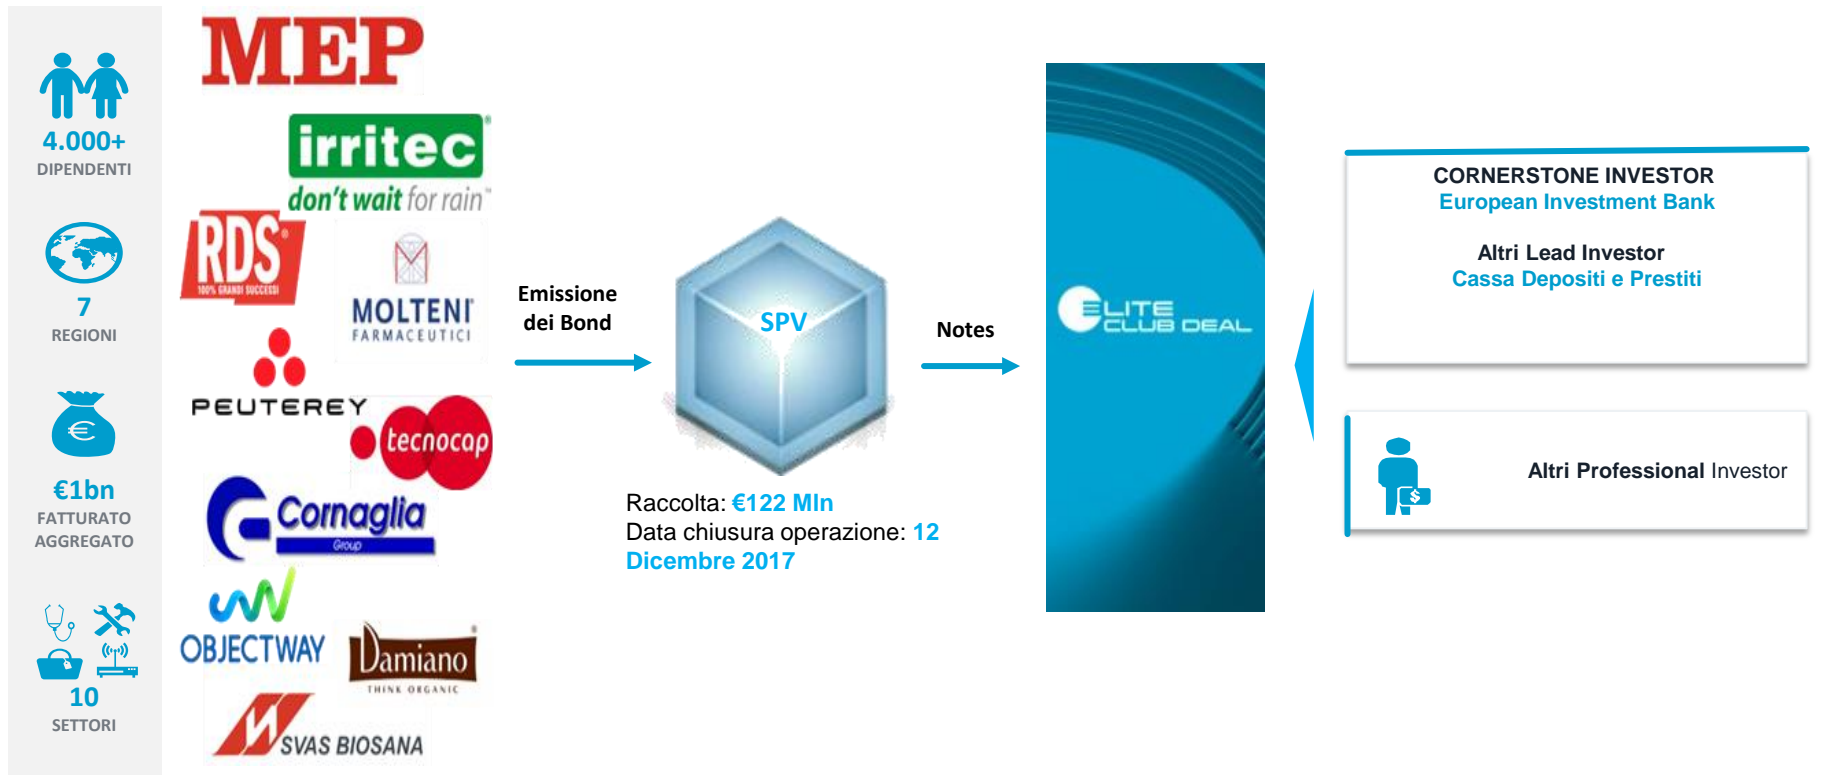 4.000+
DIPENDENTI
7
REGIONI
€
€1bn
FATTURATO
AGGREGATO
10
SETTORI
MEP
irritec®
don't wait for rain™
RDS®
100% GRANDI SUCCESSI
MOLTENI
FARMACEUTICI
PEUTEREY
tecnocap
Cornaglia
Group
OBJECTWAY
Damiano
THINK ORGANIC
SVAS BIOSANA
Emissione
dei Bond
SPV
Raccolta: €122 Mln
Data chiusura operazione: 12
Dicembre 2017
Notes
ELITE
CLUB DEAL
CORNERSTONE INVESTOR
European Investment Bank
Altri Lead Investor
Cassa Depositi e Prestiti
$
Altri Professional Investor